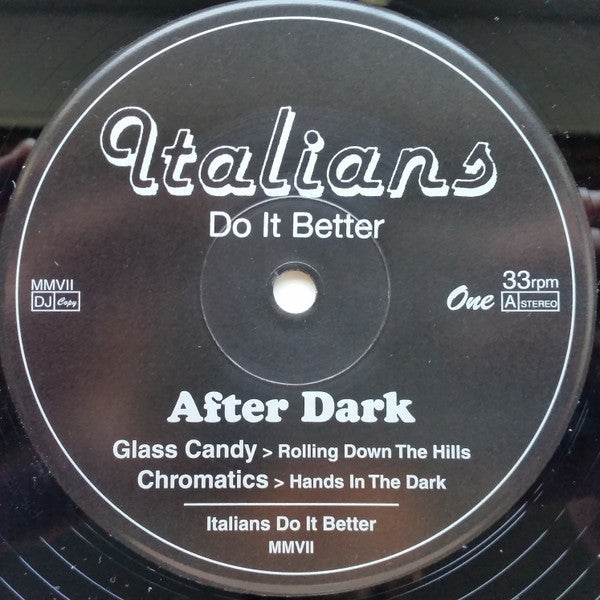 Italians
Do It Better
MMVII
DJ Copy
33rpm
One A STEREO
After Dark
Glass Candy > Rolling Down The Hills
Chromatics > Hands In The Dark
Italians Do It Better
MMVII